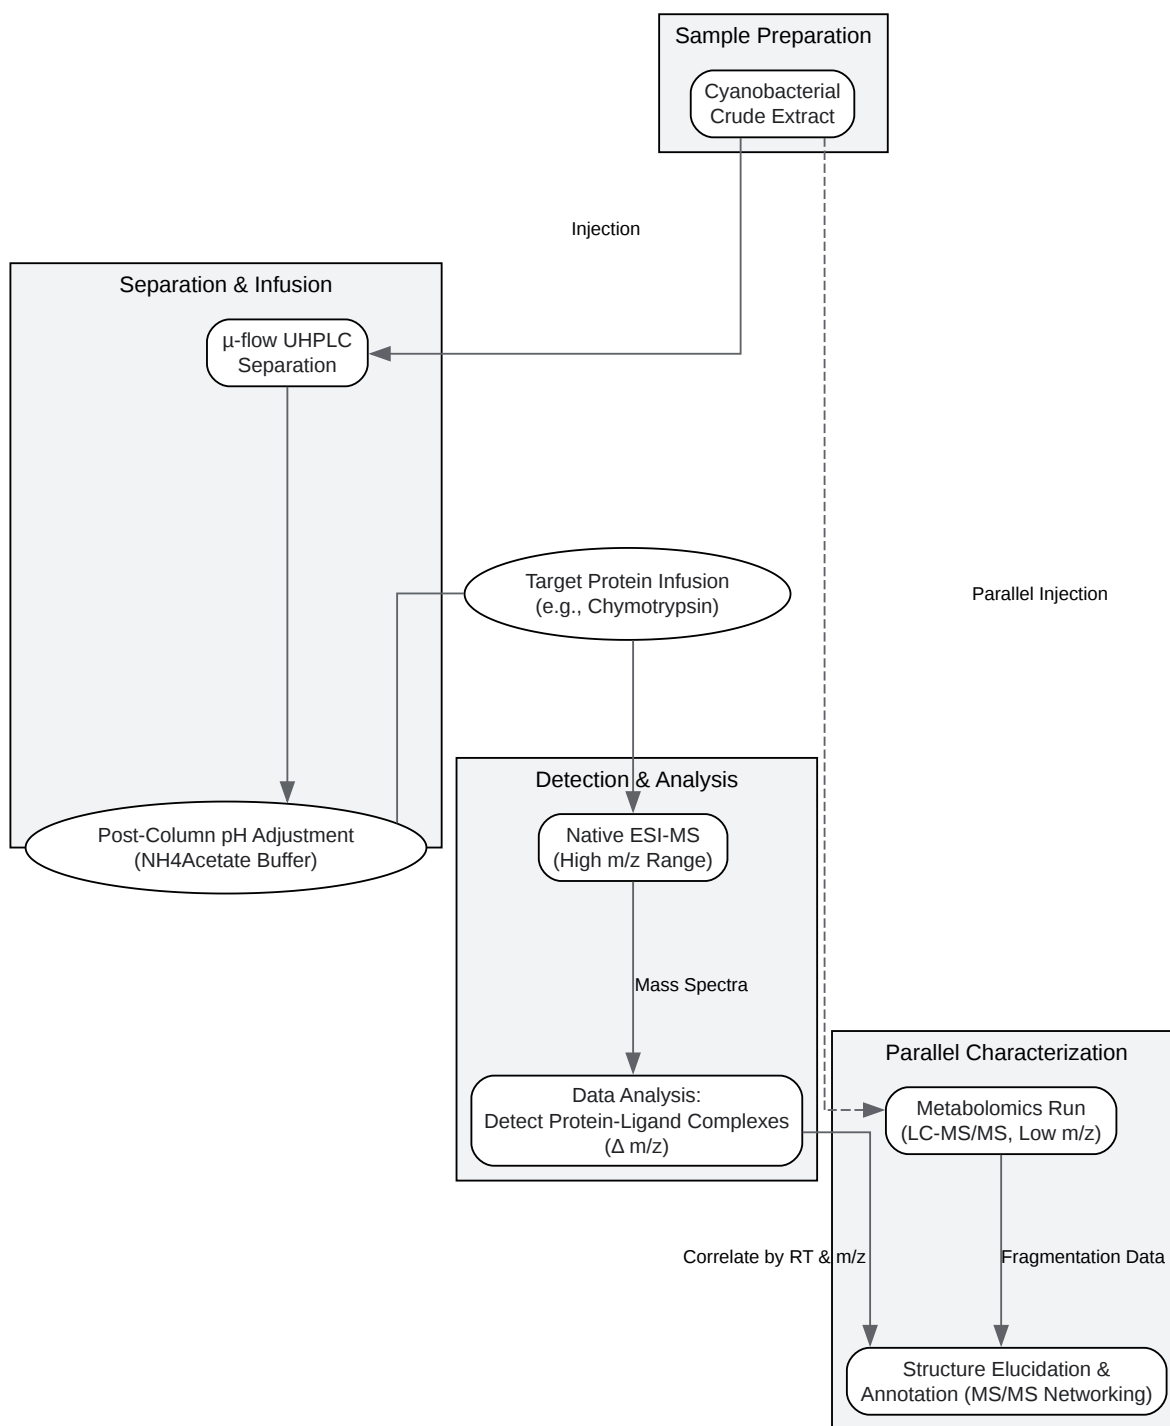 Sample Preparation
Cyanobacterial
Crude Extract
Injection
Separation & Infusion
µ-flow UHPLC
Separation
Target Protein Infusion
(e.g., Chymotrypsin)
Parallel Injection
Post-Column pH Adjustment
(NH4Acetate Buffer)
Detection & Analysis
Native ESI-MS
(High m/z Range)
Mass Spectra
Data Analysis:
Detect Protein-Ligand Complexes
(Δ m/z)
Parallel Characterization
Metabolomics Run
(LC-MS/MS, Low m/z)
Correlate by RT & m/z
Fragmentation Data
Structure Elucidation &
Annotation (MS/MS Networking)